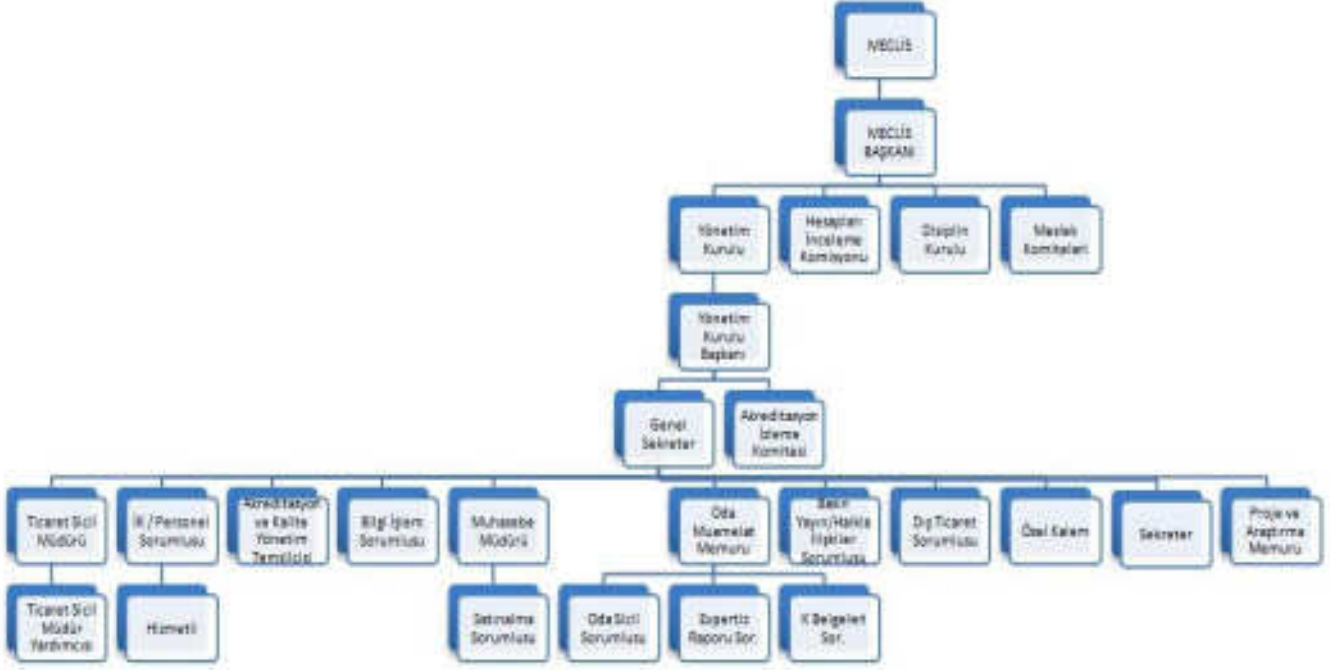 MECLİS
MECLİS
BAŞKANI
Yönetim
Kurulu
Hesapları
İnceleme
Komisyonu
Disiplin
Kurulu
Meslek
Komiteleri
Yönetim
Kurulu
Başkanı
Genel
Sekreter
Akreditasyon
İzleme
Komitesi
Ticaret Sicil
Müdürü
İK / Personel
Sorumlusu
Akreditasyon
ve Kalite
Yönetim
Temsilcisi
Bilgi İşlem
Sorumlusu
Muhasebe
Müdürü
Oda
Muamelat
Memuru
Basın
Yayın/Halkla
İlişkiler
Sorumlusu
Dış Ticaret
Sorumlusu
Özel Kalem
Sekreter
Proje ve
Araştırma
Memuru
Ticaret Sicil
Müdür
Yardımcısı
Hizmetli
Satınalma
Sorumlusu
Oda Sicil
Sorumlusu
Expertiz
Raporu Sor.
K Belgeleri
Sor.